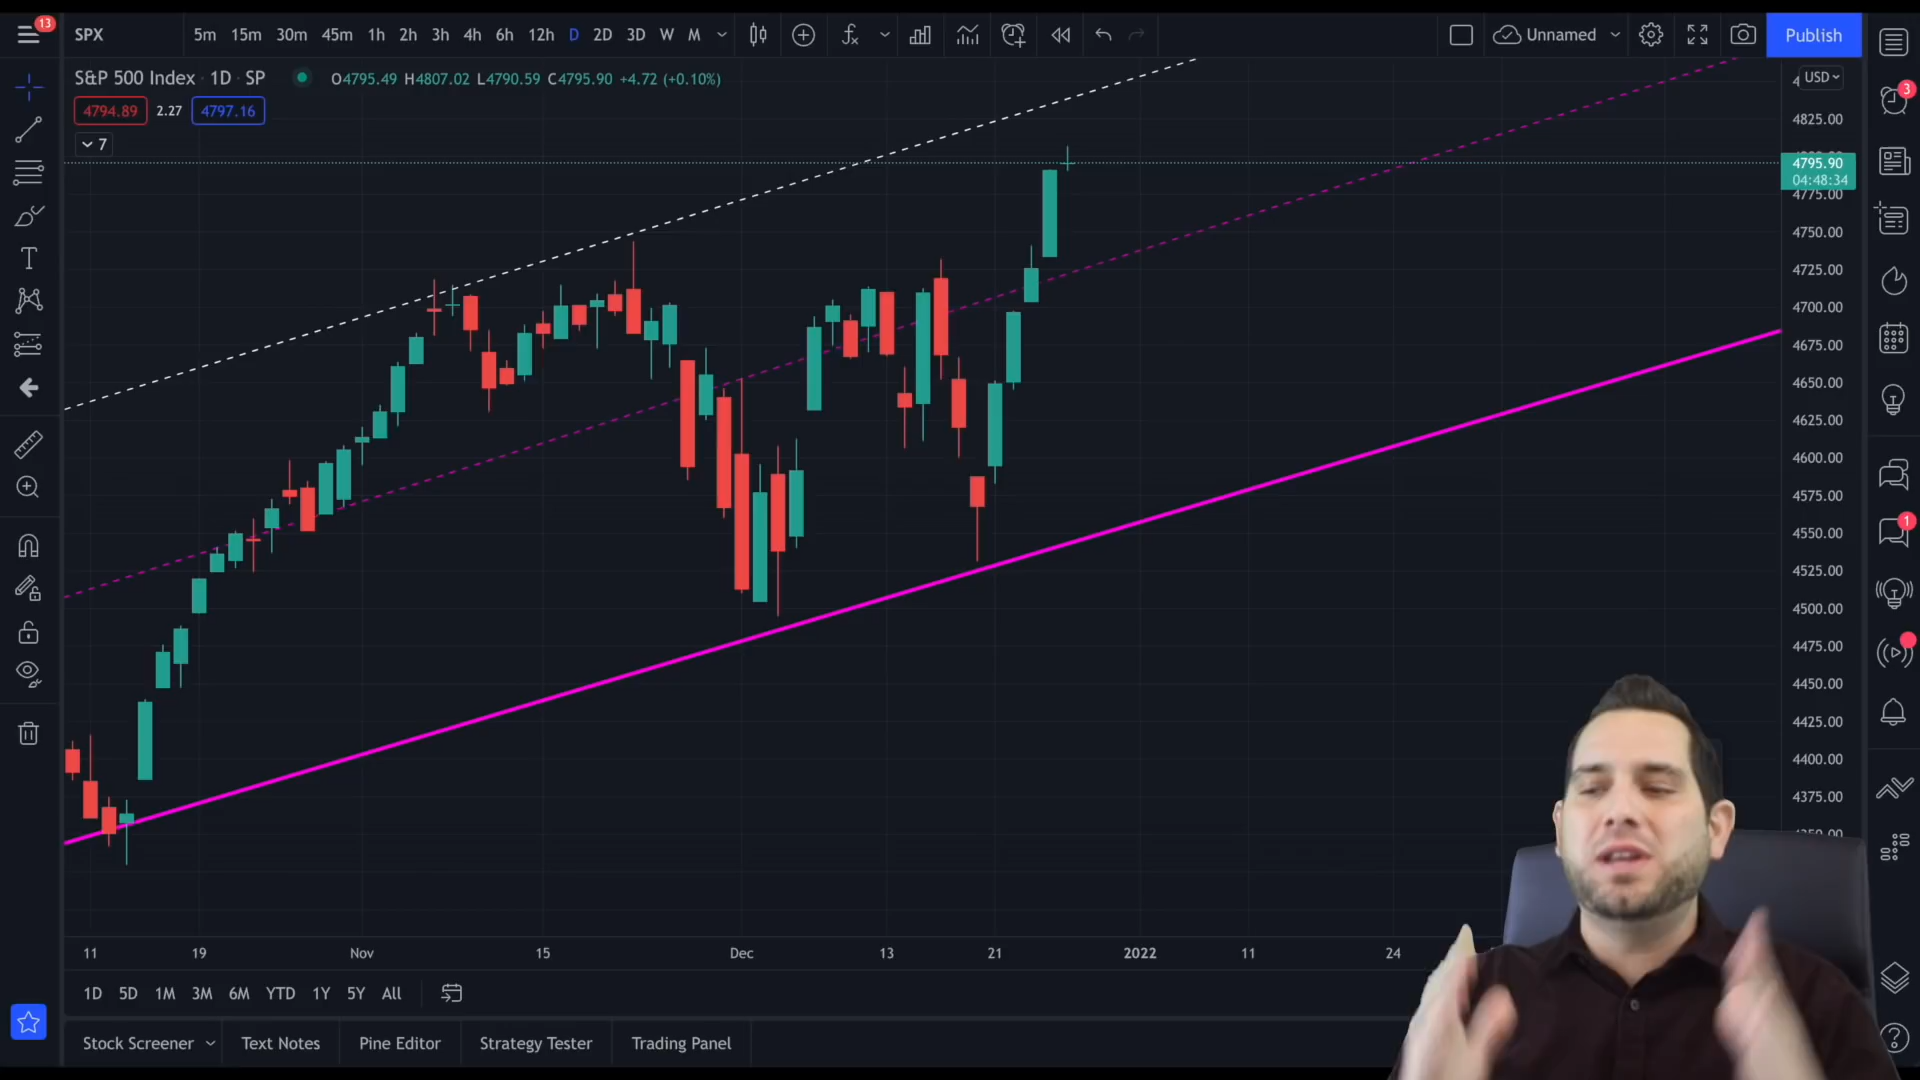 13
SPX
5m 15m 30m 45m 1h 2h 3h 4h 6h 12h D 2D 3D W M
Unnamed
Publish
S&P 500 Index · 1D · SP
O4795.49 H4807.02 L4790.59 C4795.90 +4.72 (+0.10%)
USD
4794.89 2.27 4797.16
3
7
4825.00
4795.90
04:48:34
4775.00
4750.00
4725.00
4700.00
4675.00
4650.00
4625.00
4600.00
4575.00
4550.00
1
4525.00
4500.00
4475.00
4450.00
4425.00
4400.00
4375.00
11 19 Nov 15 Dec 13 21 2022 11 24
1D 5D 1M 3M 6M YTD 1Y 5Y All
Stock Screener Text Notes Pine Editor Strategy Tester Trading Panel